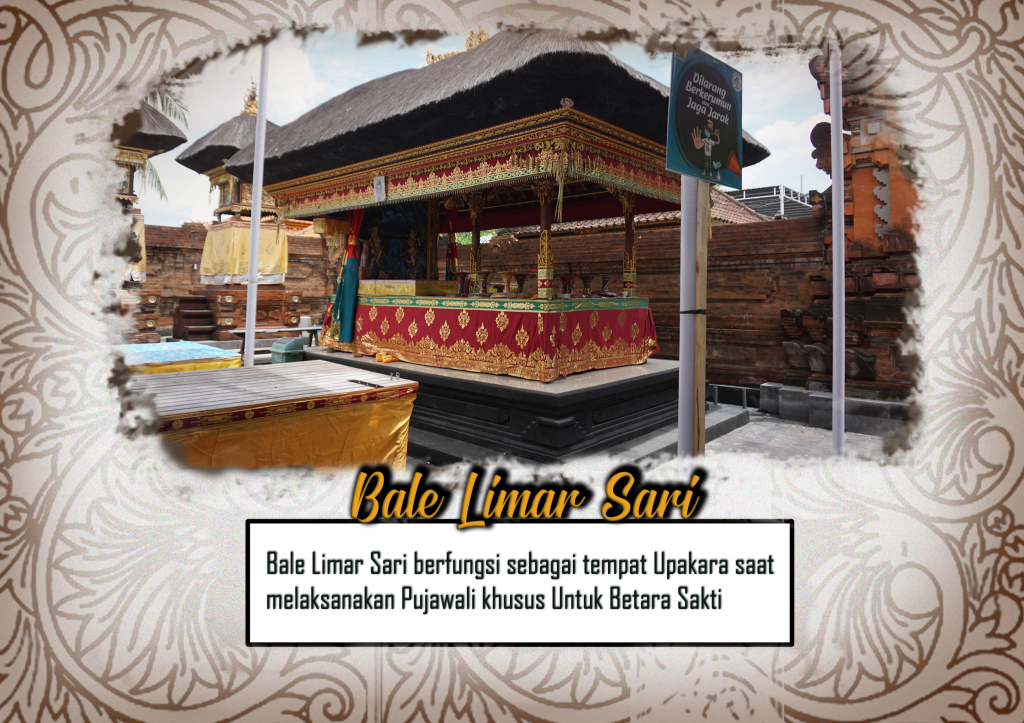 Dilarang
Berkerumun
dan
Jaga Jarak
Bale Limar Sari
Bale Limar Sari berfungsi sebagai tempat Upakara saat
melaksanakan Pujawali khusus Untuk Betara Sakti